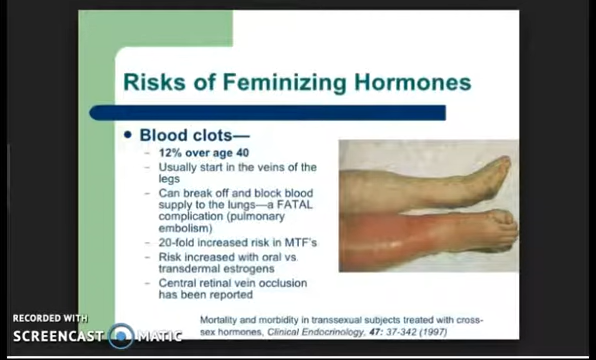 Risks of Feminizing Hormones
Blood clots—
– 12% over age 40
– Usually start in the veins of the
legs
– Can break off and block blood
supply to the lungs—a FATAL
complication (pulmonary
embolism)
– 20-fold increased risk in MTF's
– Risk increased with oral vs
transdermal estrogens
– Central retinal vein occlusion
has been reported
Mortality and morbidity in transsexual subjects treated with cross-
sex hormones, Clinical Endocrinology, 47: 37-342 (1997)
RECORDED WITH
SCREENCAST MATIC